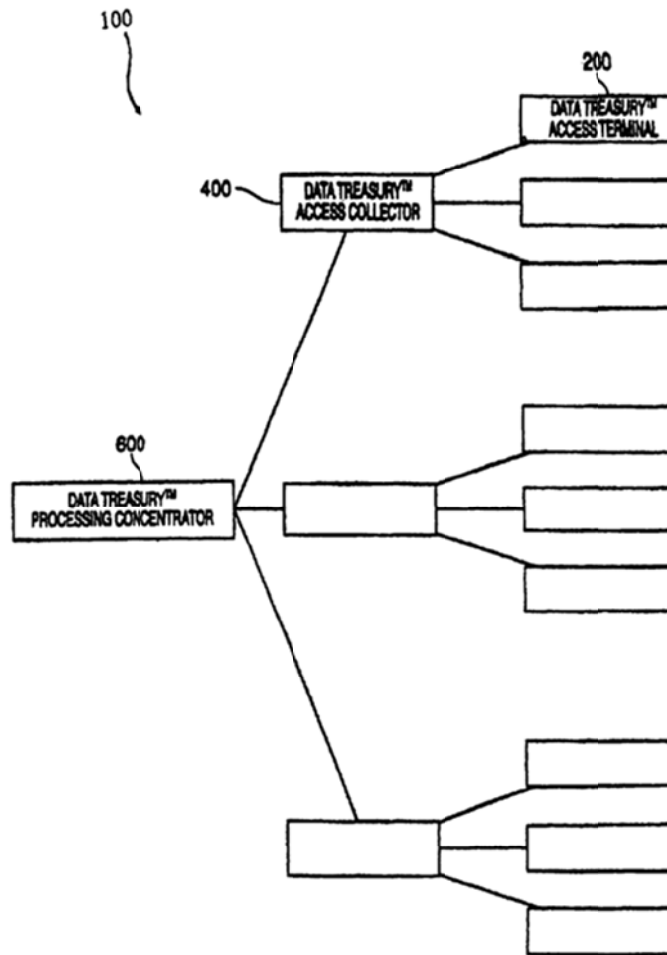 100
200
DATA TREASURY™
ACCESS TERMINAL
400
DATA TREASURY™
ACCESS COLLECTOR
600
DATA TREASURY™
PROCESSING CONCENTRATOR